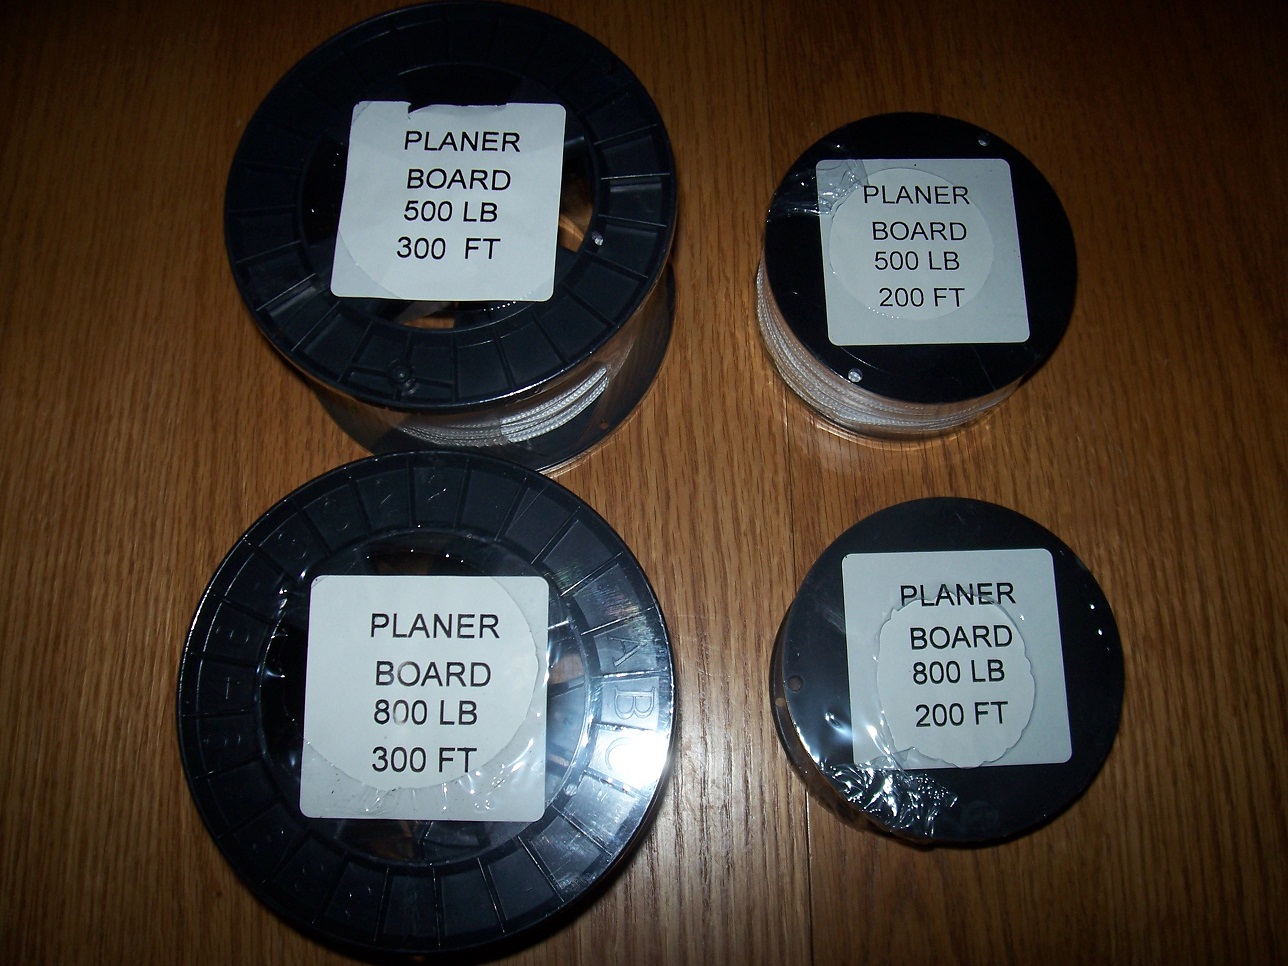 PLANER
BOARD
500 LB
300 FT
PLANER
BOARD
500 LB
200 FT
PLANER
BOARD
800 LB
300 FT
PLANER
BOARD
800 LB
200 FT